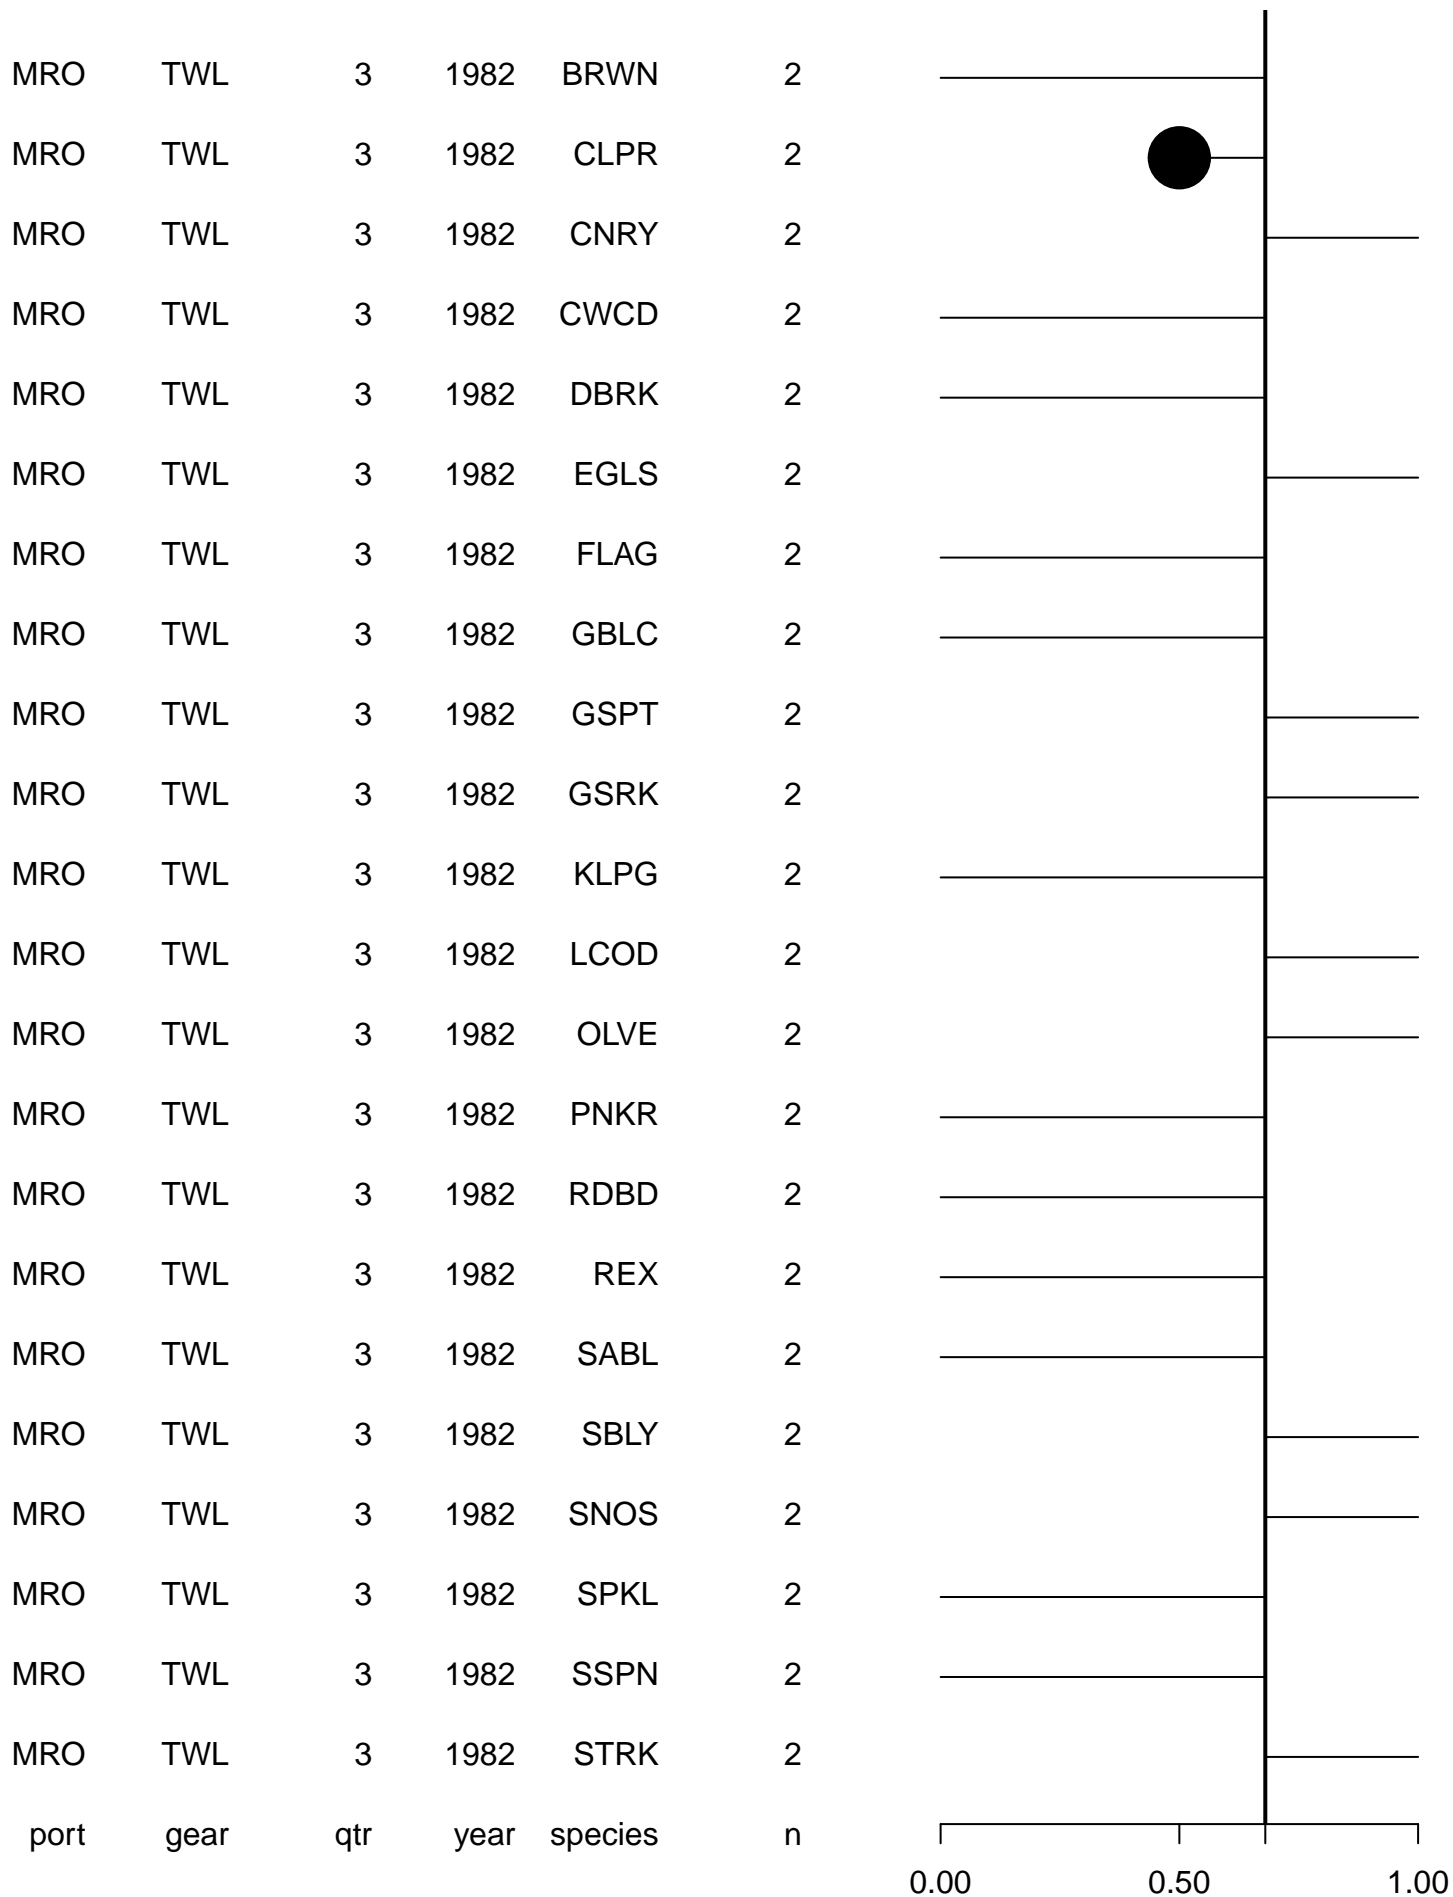 MRO TWL 3 1982 BRWN 2
MRO TWL 3 1982 CLPR 2
MRO TWL 3 1982 CNRY 2
MRO TWL 3 1982 CWCD 2
MRO TWL 3 1982 DBRK 2
MRO TWL 3 1982 EGLS 2
MRO TWL 3 1982 FLAG 2
MRO TWL 3 1982 GBLC 2
MRO TWL 3 1982 GSPT 2
MRO TWL 3 1982 GSRK 2
MRO TWL 3 1982 KLPG 2
MRO TWL 3 1982 LCOD 2
MRO TWL 3 1982 OLVE 2
MRO TWL 3 1982 PNKR 2
MRO TWL 3 1982 RDBD 2
MRO TWL 3 1982 REX 2
MRO TWL 3 1982 SABL 2
MRO TWL 3 1982 SBLY 2
MRO TWL 3 1982 SNOS 2
MRO TWL 3 1982 SPKL 2
MRO TWL 3 1982 SSPN 2
MRO TWL 3 1982 STRK 2
port gear qtr year species n
0.00 0.50 1.00